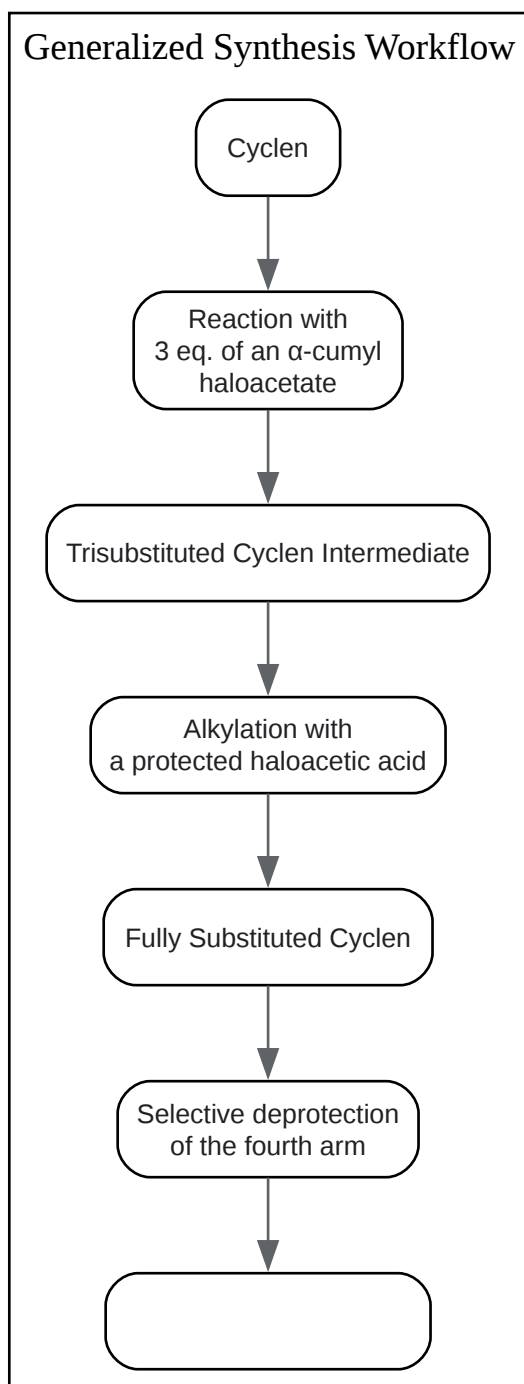 Generalized Synthesis Workflow
Cyclen
Reaction with
3 eq. of an α-cumyl
haloacetate
Trisubstituted Cyclen Intermediate
Alkylation with
a protected haloacetic acid
Fully Substituted Cyclen
Selective deprotection
of the fourth arm